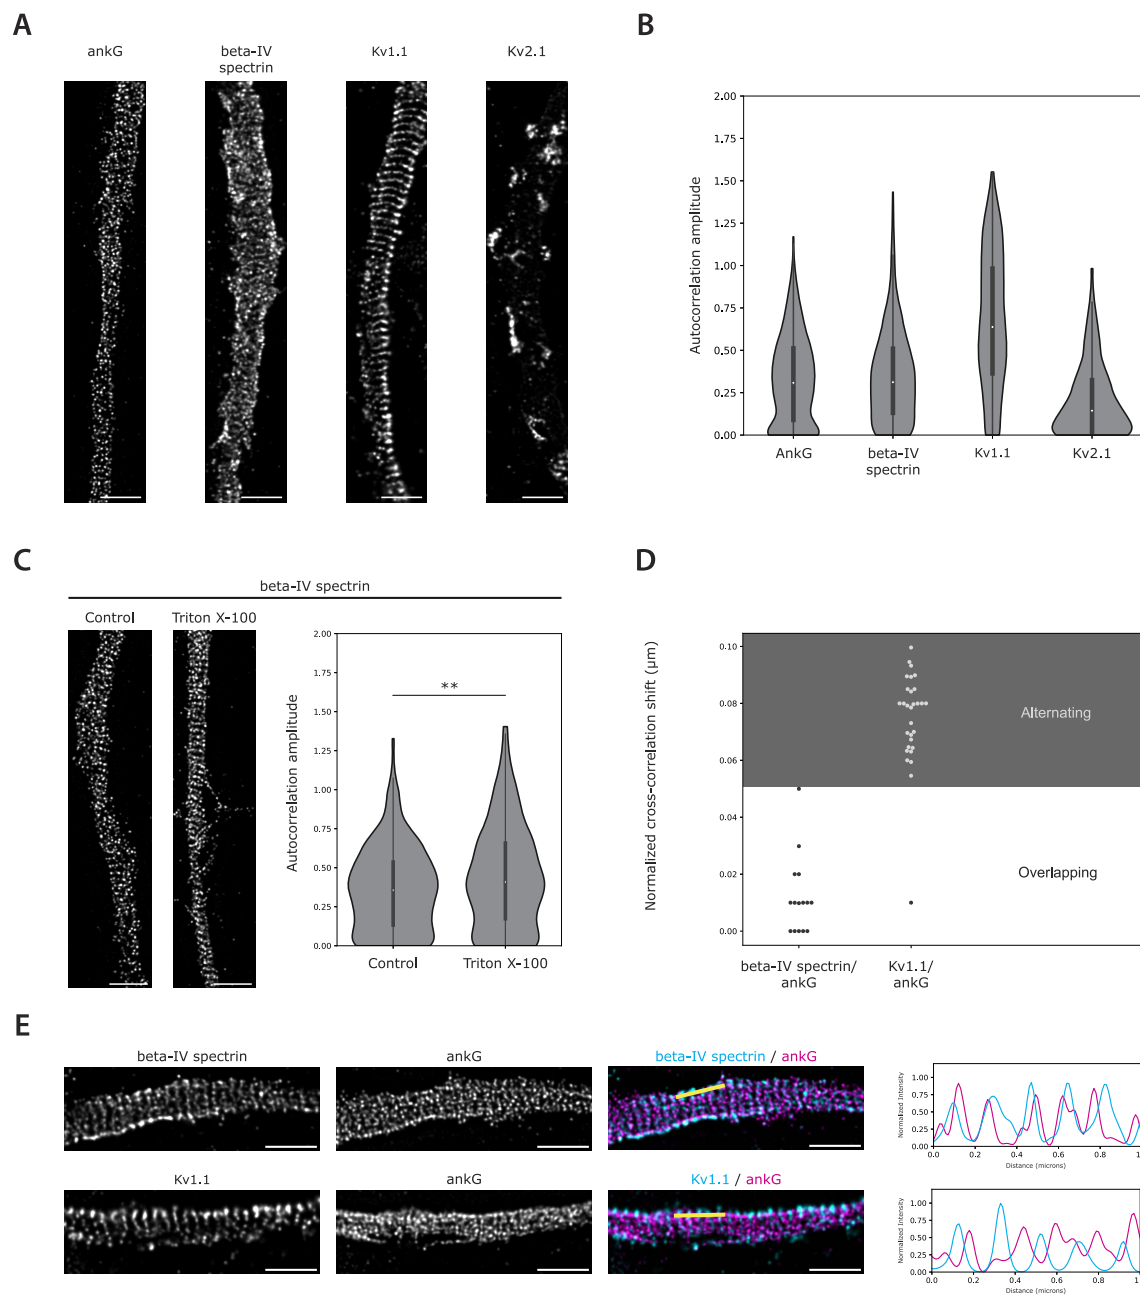 A
ankG
beta-IV
spectrin
Kv1.1
Kv2.1
B
Autocorrelation amplitude
2.00
1.75
1.50
1.25
1.00
0.75
0.50
0.25
0.00
AnkG
beta-IV
spectrin
Kv1.1
Kv2.1
C
beta-IV spectrin
Control
Triton X-100
Autocorrelation amplitude
2.00
1.75
1.50
1.25
1.00
0.75
0.50
0.25
0.00
**
Control
Triton X-100
D
Normalized cross-correlation shift (μm)
0.10
0.08
0.06
0.04
0.02
0.00
Alternating
Overlapping
beta-IV spectrin/
ankG
Kv1.1/
ankG
E
beta-IV spectrin
ankG
beta-IV spectrin / ankG
Normalized Intensity
1.00
0.75
0.50
0.25
0.00
0.0 0.2 0.4 0.6 0.8 1
Distance (microns)
Kv1.1
ankG
Kv1.1 / ankG
Normalized Intensity
1.00
0.75
0.50
0.25
0.00
0.0 0.2 0.4 0.6 0.8 1
Distance (microns)